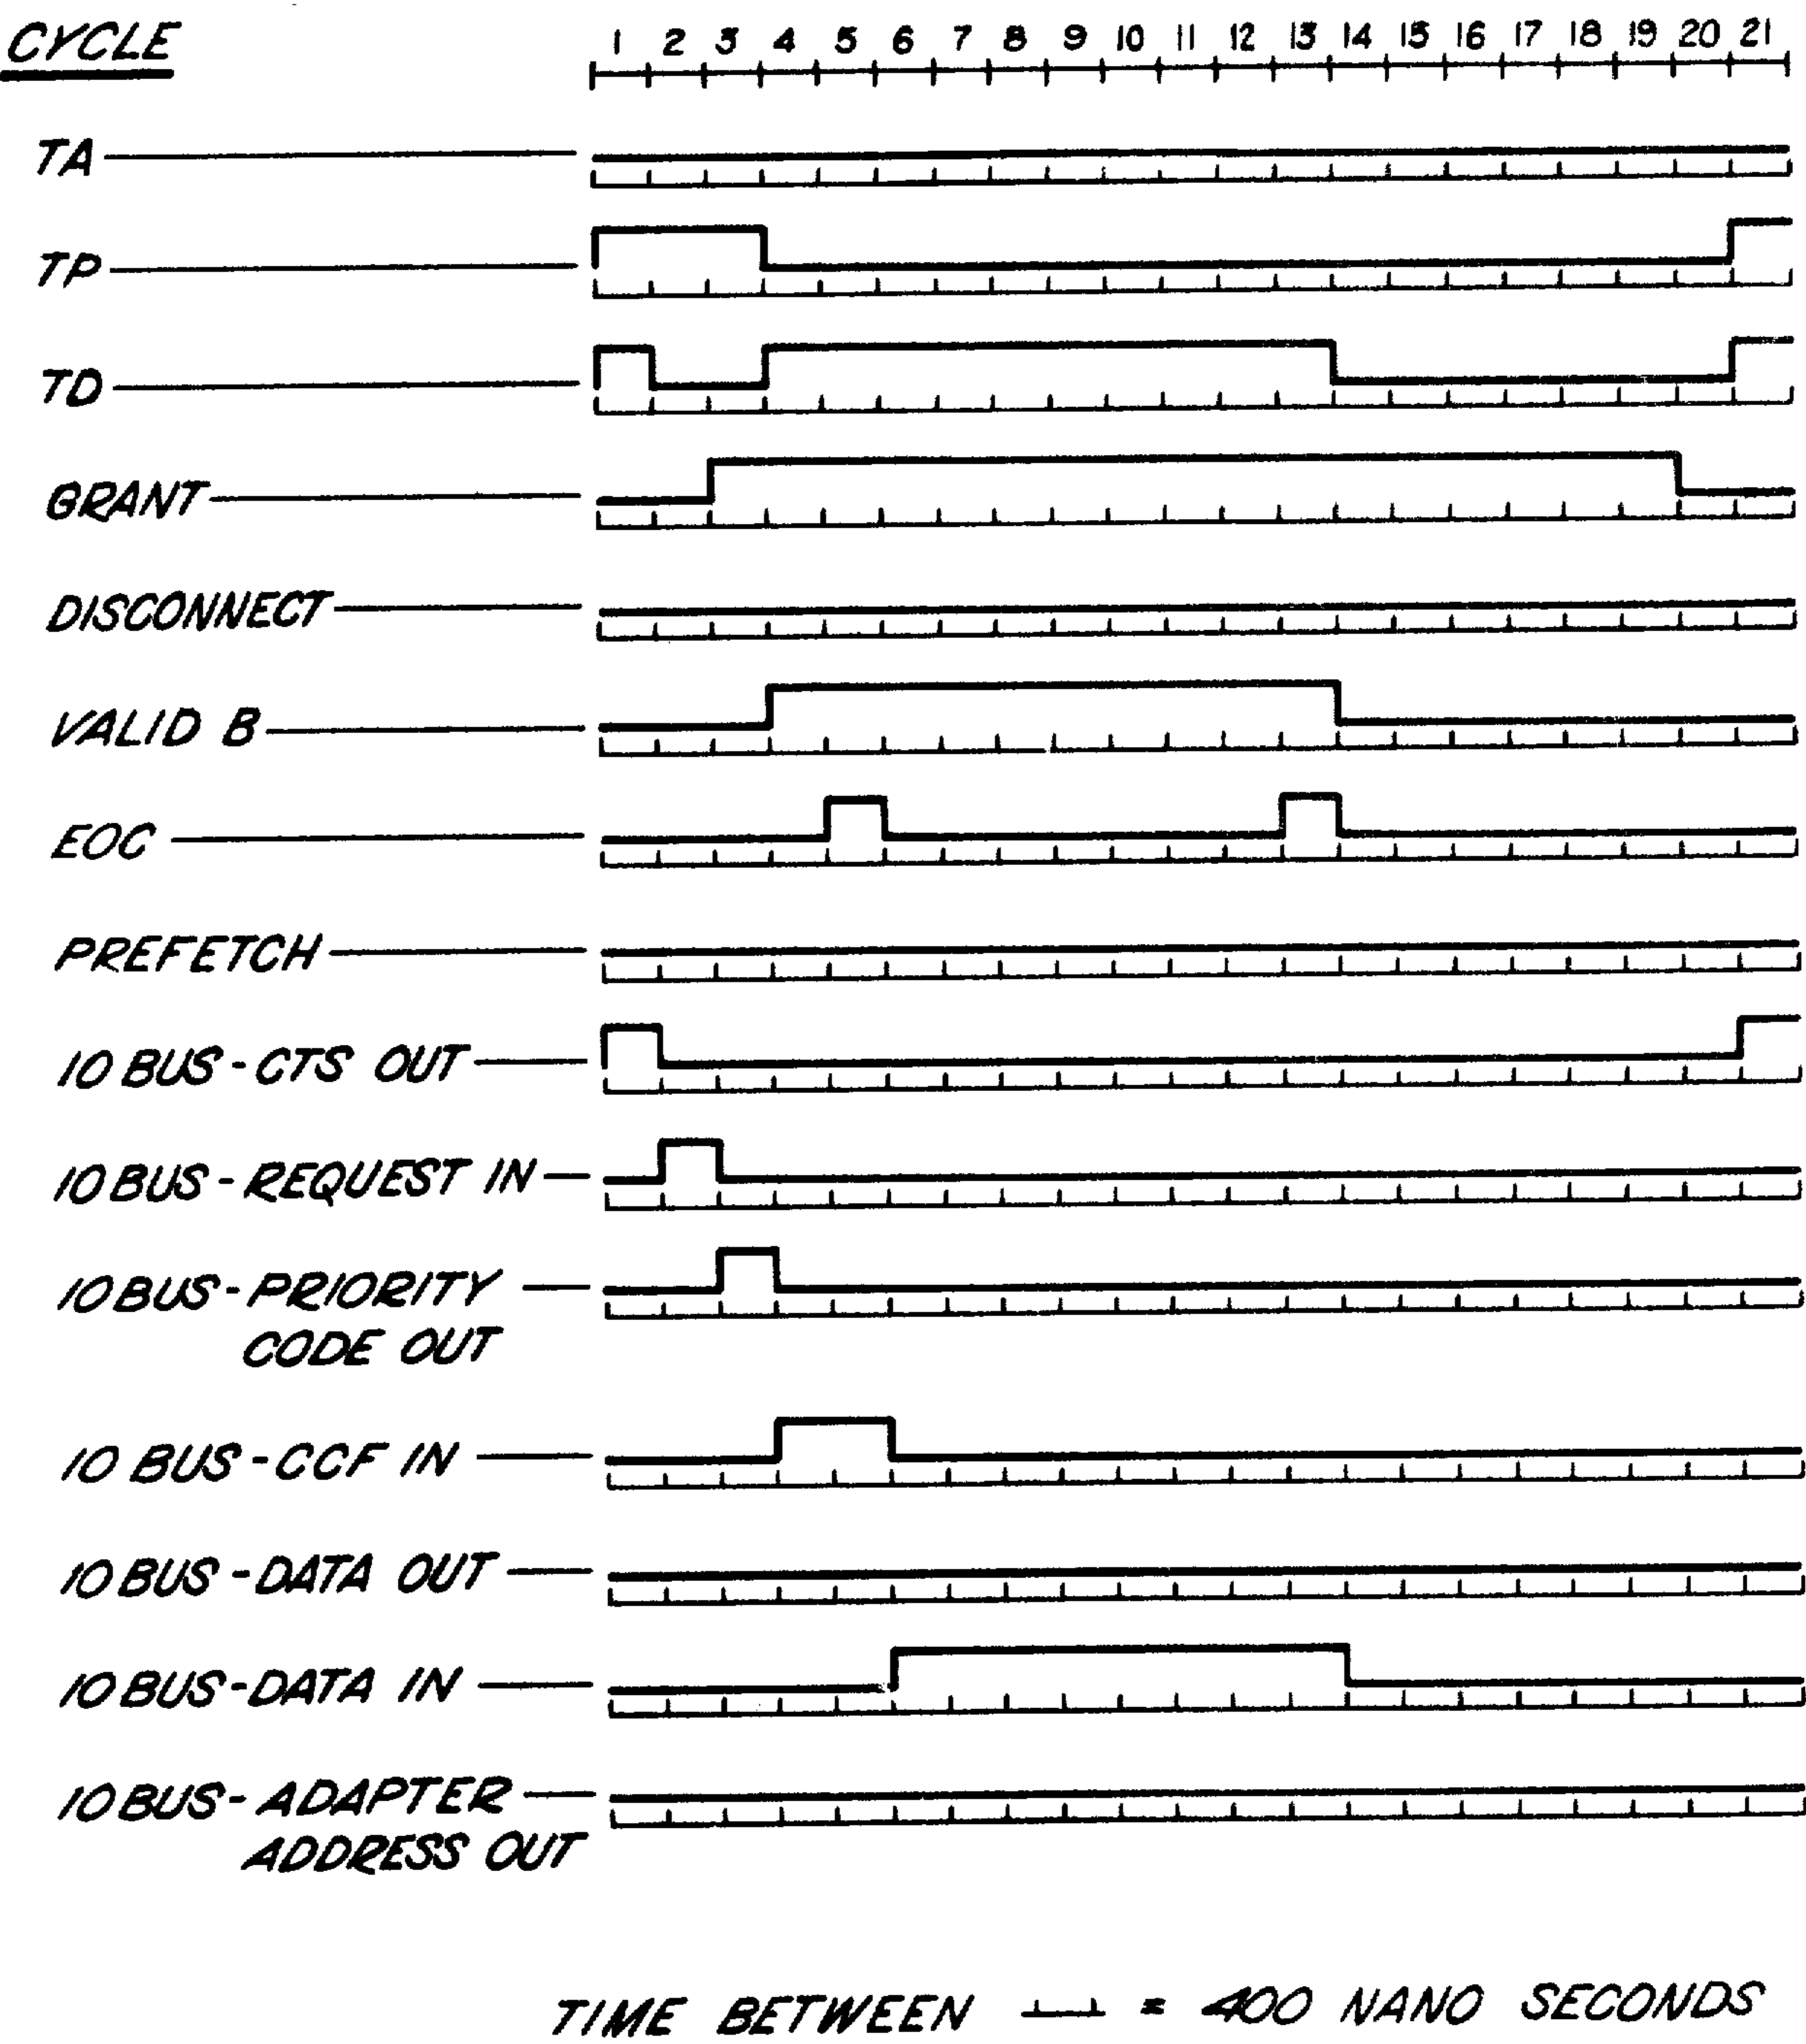 CYCLE 1 2 3 4 5 6 7 8 9 10 11 12 13 14 15 16 17 18 19 20 21
TA
TP
TD
GRANT
DISCONNECT
VALID B
EOC
PREFETCH
IO BUS - CTS OUT
IO BUS - REQUEST IN
IO BUS - PRIORITY
CODE OUT
IO BUS - CCF IN
IO BUS - DATA OUT
IO BUS - DATA IN
IO BUS - ADAPTER
ADDRESS OUT
TIME BETWEEN = 400 NANO SECONDS